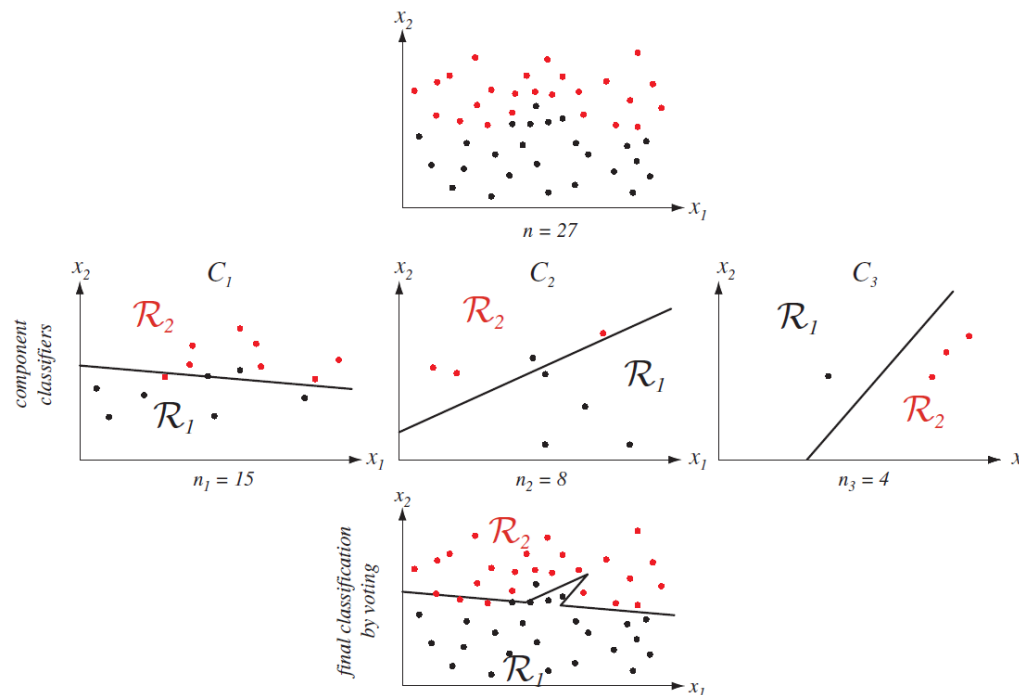 x2
x1
n = 27
x2
C1
R2
R1
x1
n1 = 15
component
classifiers
x2
C2
R2
R1
x1
n2 = 8
x2
C3
R1
R2
x
n3 = 4
x2
R2
R1
x1
final classification
by voting